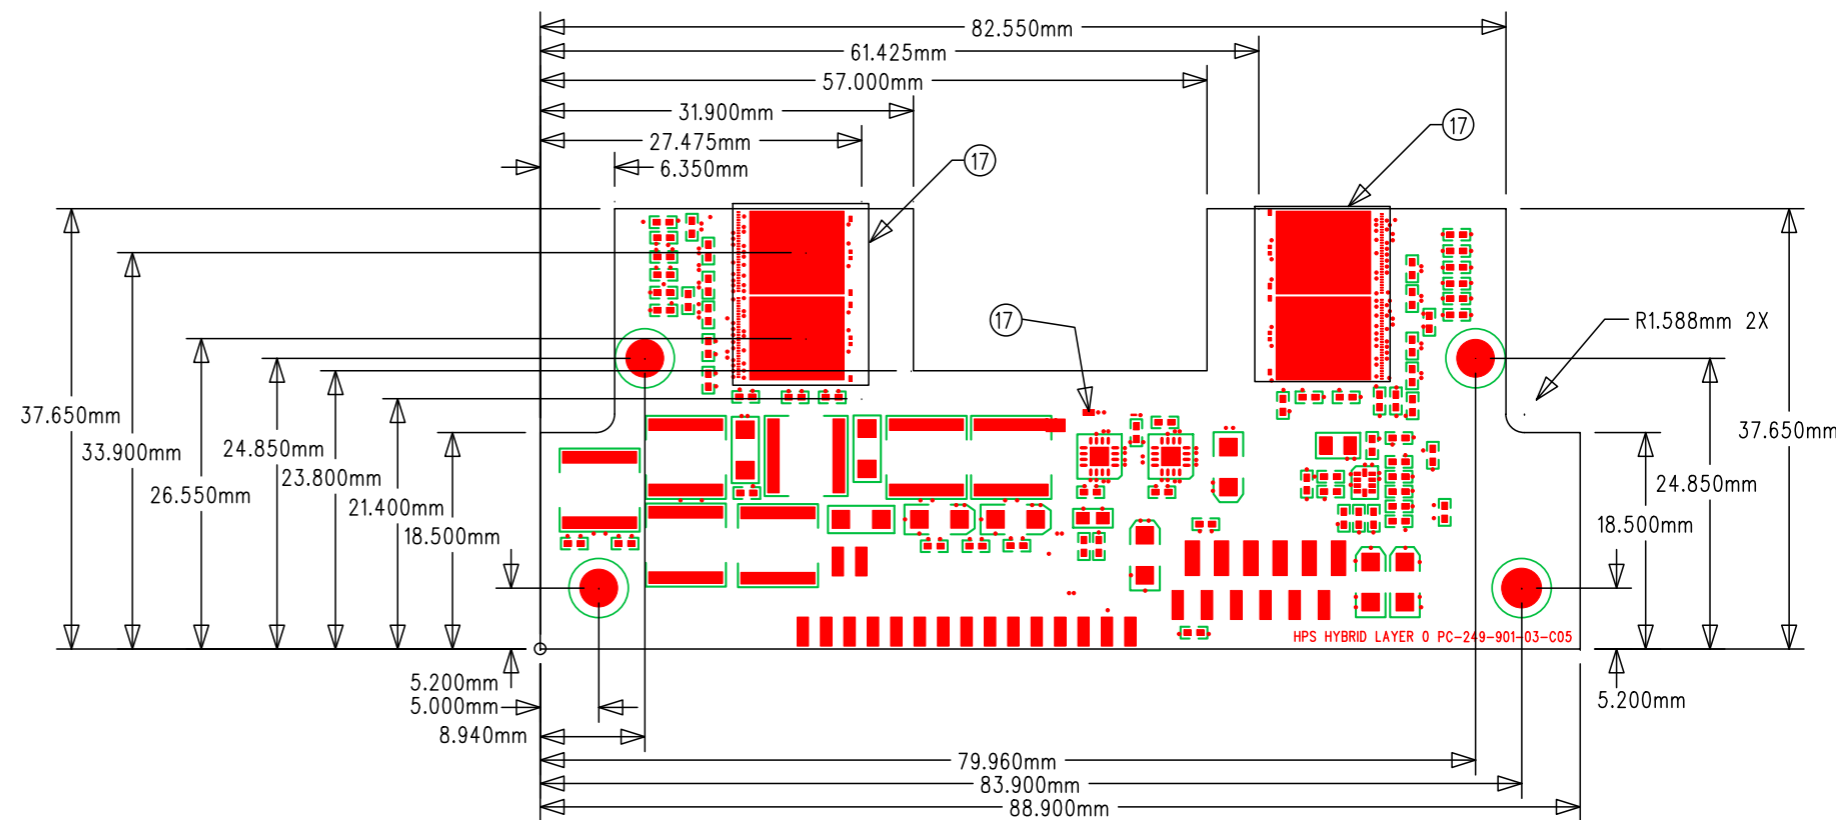 82.550mm
61.425mm
57.000mm
31.900mm
27.475mm
6.350mm
17
17
17
R1.588mm 2X
37.650mm
33.900mm
26.550mm
24.850mm
23.800mm
21.400mm
18.500mm
37.650mm
24.850mm
18.500mm
HPS HYBRID LAYER 0 PC-249-901-03-C05
5.200mm
5.000mm
8.940mm
5.200mm
79.960mm
83.900mm
88.900mm